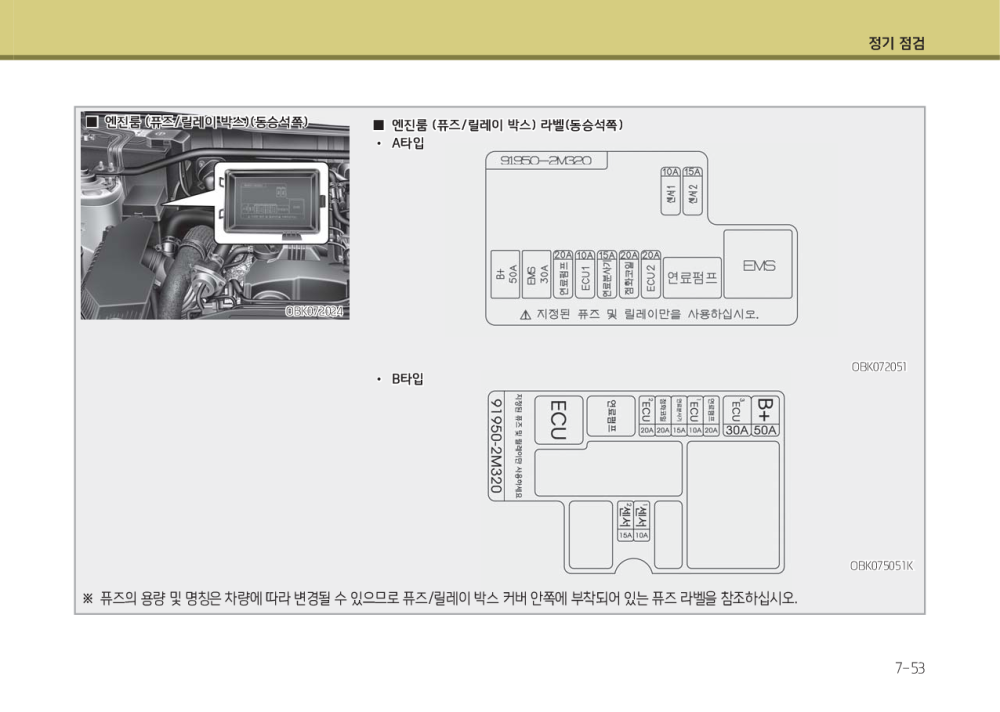 정기 점검
■ 엔진룸 (퓨즈/릴레이 박스)(동승석쪽)
OBK072024
■ 엔진룸 (퓨즈/릴레이 박스) 라벨(동승석쪽)
• A타입
91950-2M320
10A 15A
센서1 센서2
B+ 50A
EMS 30A
20A 연료펌프
10A ECU1
15A 연료분사기
20A 점화코일
20A ECU2
연료펌프
EMS
⚠ 지정된 퓨즈 및 릴레이만을 사용하십시오.
OBK072051
• B타입
91950-2M320
지정된 퓨즈 및 릴레이만 사용하세요
ECU
연료펌프
ECU 2 20A
점화코일 20A
연료분사기 15A
ECU 1 10A
연료펌프 20A
ECU 3 30A
B+ 50A
센서 2 15A
센서 1 10A
OBK075051K
※ 퓨즈의 용량 및 명칭은 차량에 따라 변경될 수 있으므로 퓨즈/릴레이 박스 커버 안쪽에 부착되어 있는 퓨즈 라벨을 참조하십시오.
7-53